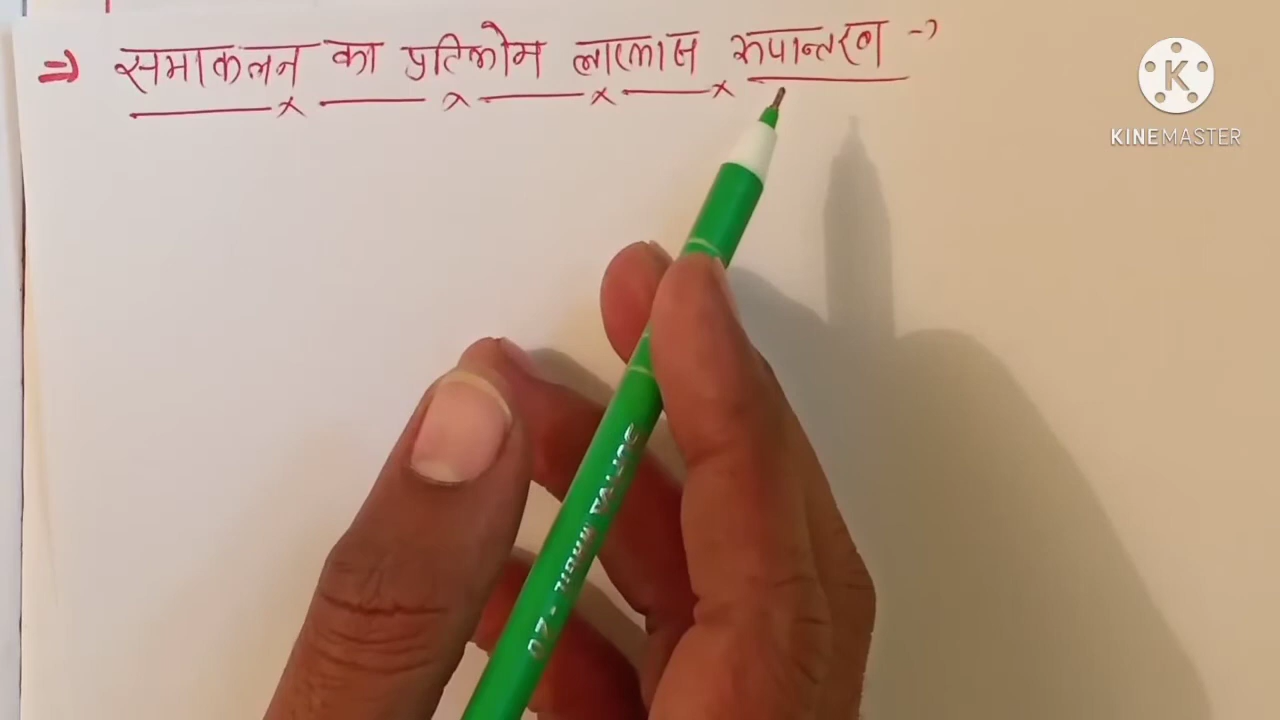 ⇒ समाकलन का प्रतिलोम लाप्लास रूपान्तरण →
K
KINEMASTER